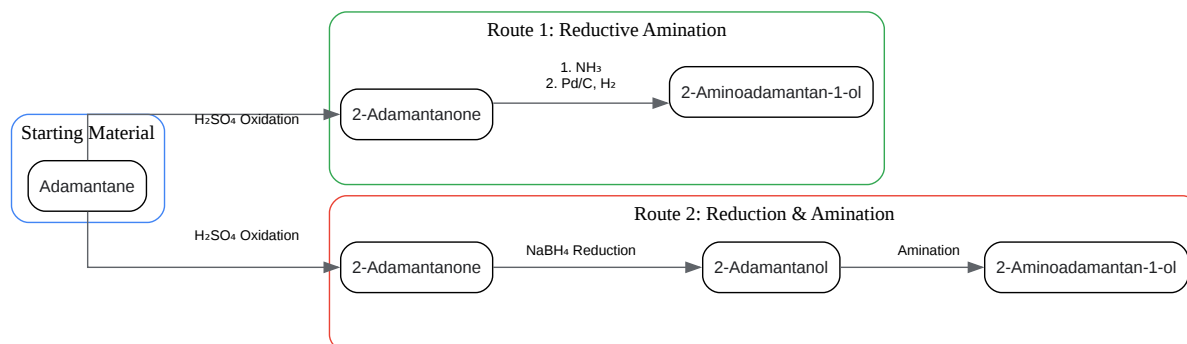 Route 1: Reductive Amination
1. NH₃
2. Pd/C, H₂
2-Adamantanone
2-Aminoadamantan-1-ol
H₂SO₄ Oxidation
Starting Material
Adamantane
Route 2: Reduction & Amination
H₂SO₄ Oxidation
2-Adamantanone
NaBH₄ Reduction
2-Adamantanol
Amination
2-Aminoadamantan-1-ol